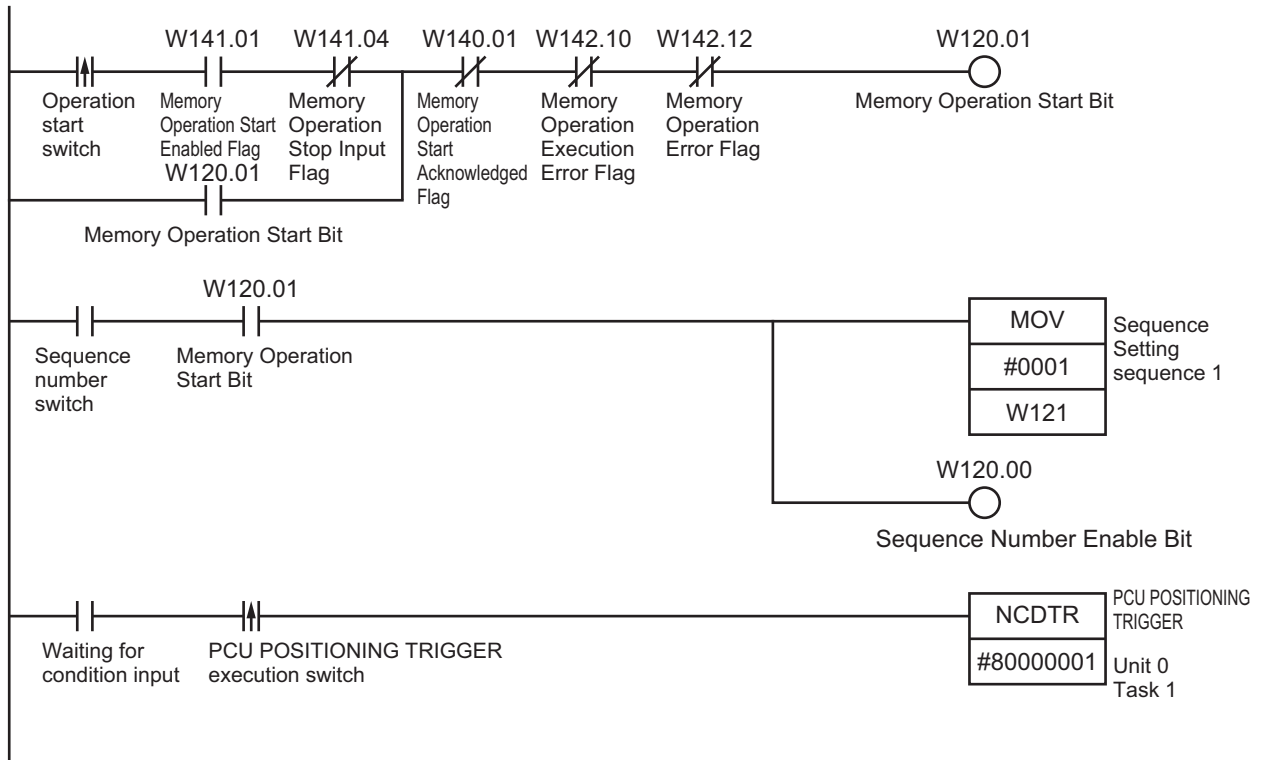 W141.01 W141.04 W140.01 W142.10 W142.12 W120.01
Operation
start
switch
Memory
Operation Start
Enabled Flag
Memory
Operation
Stop Input
Flag
Memory
Operation
Start
Acknowledged
Flag
Memory
Operation
Execution
Error Flag
Memory
Operation
Error Flag
Memory Operation Start Bit
W120.01
Memory Operation Start Bit
W120.01
Sequence
number
switch
Memory Operation
Start Bit
MOV
#0001
W121
Sequence
Setting
sequence 1
W120.00
Sequence Number Enable Bit
Waiting for
condition input
PCU POSITIONING TRIGGER
execution switch
NCDTR
#80000001
PCU POSITIONING
TRIGGER
Unit 0
Task 1